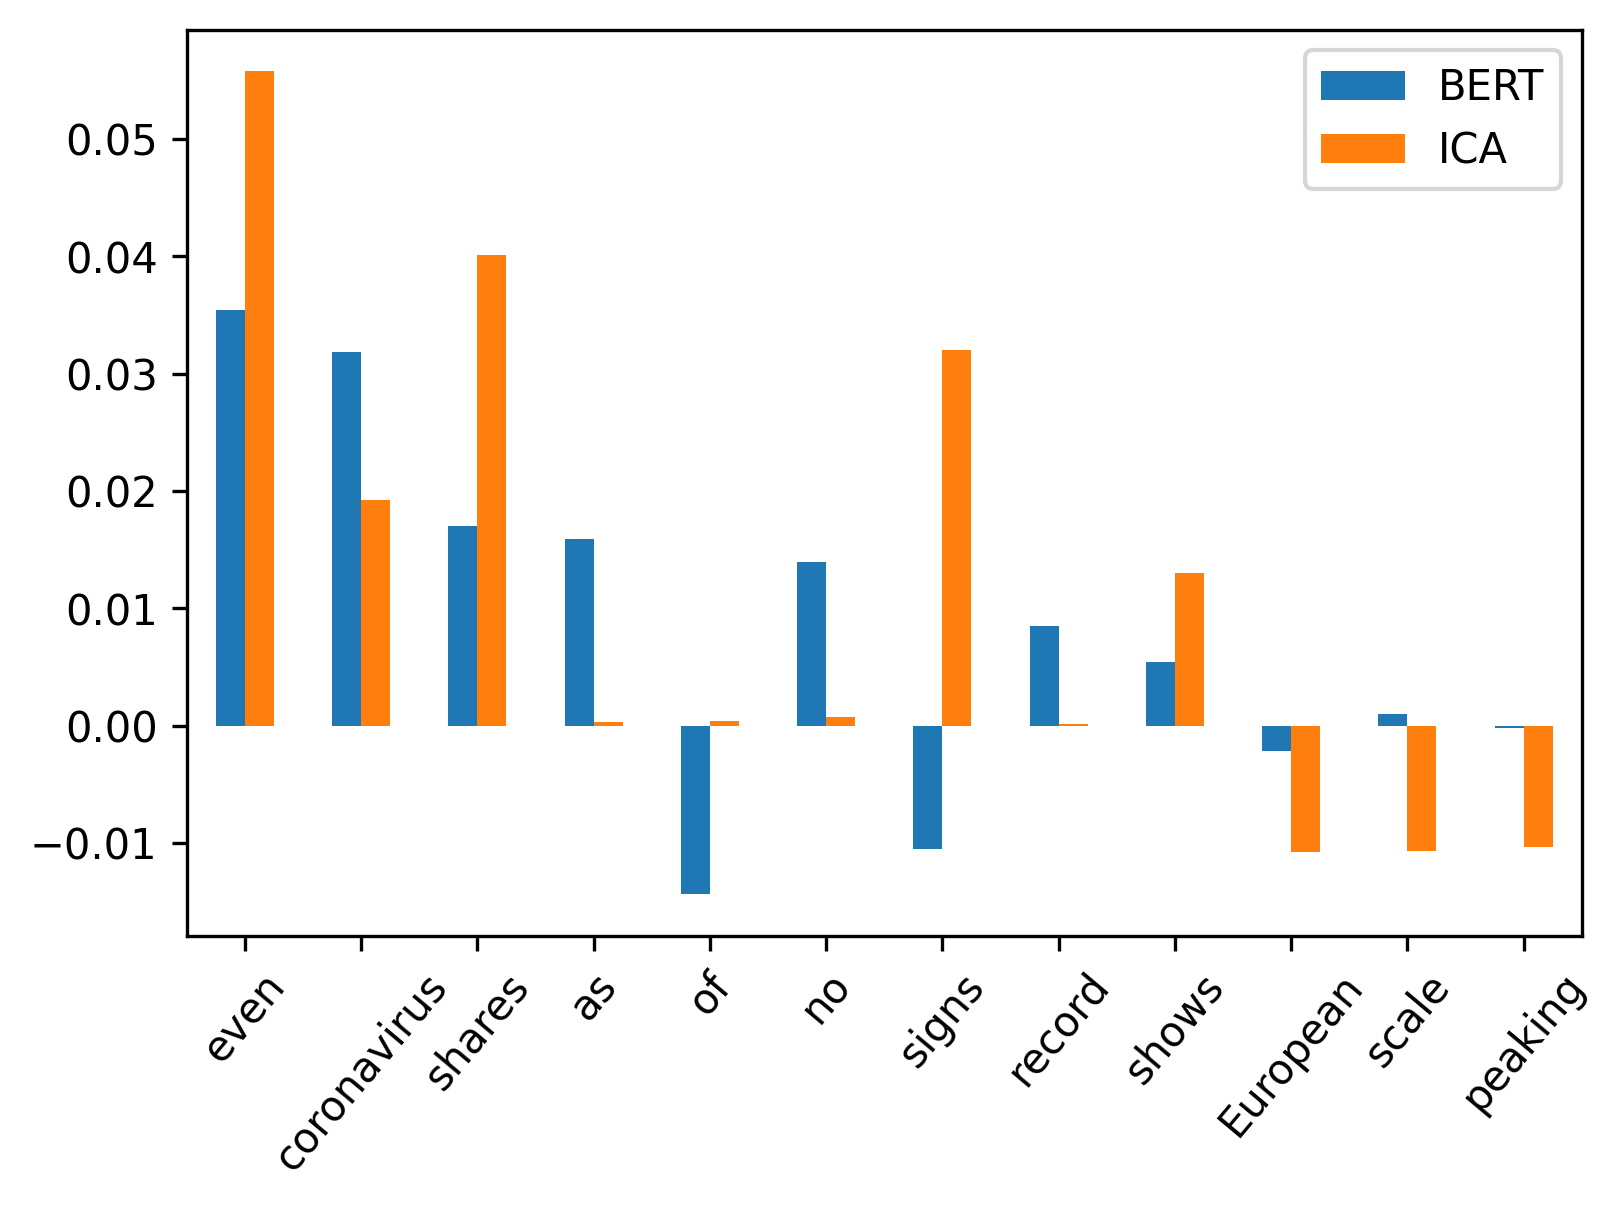 BERT
ICA
0.05
0.04
0.03
0.02
0.01
0.00
−0.01
even
coronavirus
shares
as
of
no
signs
record
shows
European
scale
peaking